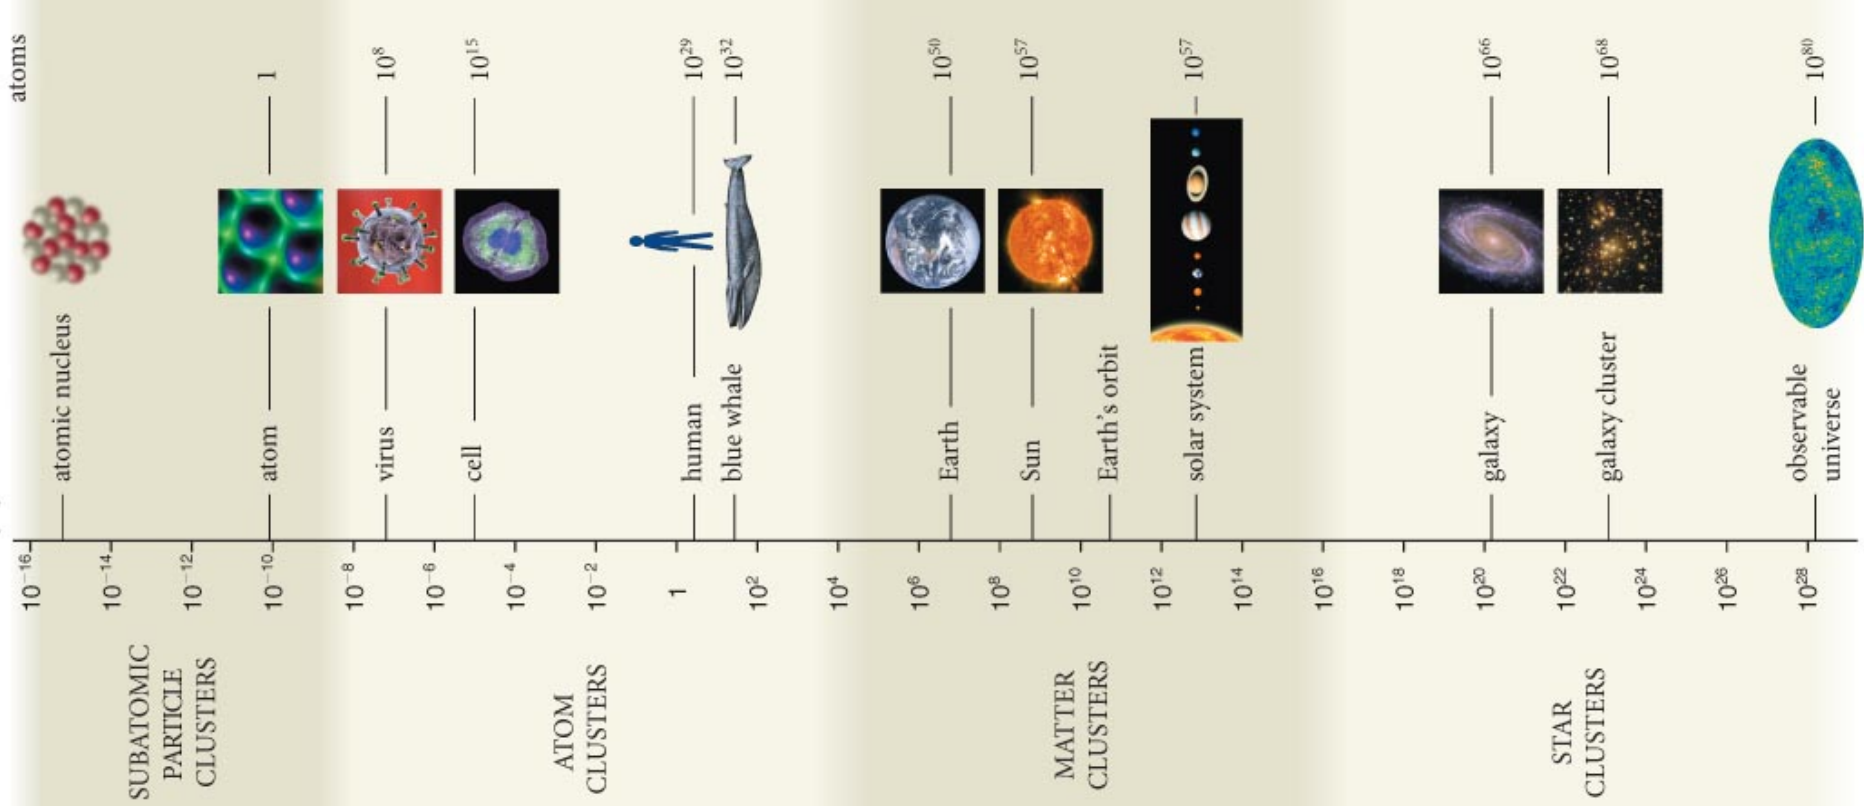 atoms
10⁻¹⁶
atomic nucleus
10⁻¹⁴
SUBATOMIC
PARTICLE
CLUSTERS
10⁻¹²
10⁻¹⁰
atom
1
10⁻⁸
virus
10⁸
10⁻⁶
cell
10¹⁵
10⁻⁴
ATOM
CLUSTERS
10⁻²
1
human
10²⁹
blue whale
10³²
10²
10⁴
10⁶
Earth
10⁵⁰
10⁸
Sun
10⁵⁷
MATTER
CLUSTERS
10¹⁰
Earth's orbit
10¹²
solar system
10⁵⁷
10¹⁴
10¹⁶
10¹⁸
10²⁰
galaxy
10⁶⁶
STAR
CLUSTERS
10²²
galaxy cluster
10⁶⁸
10²⁴
10²⁶
10²⁸
observable
universe
10⁸⁰